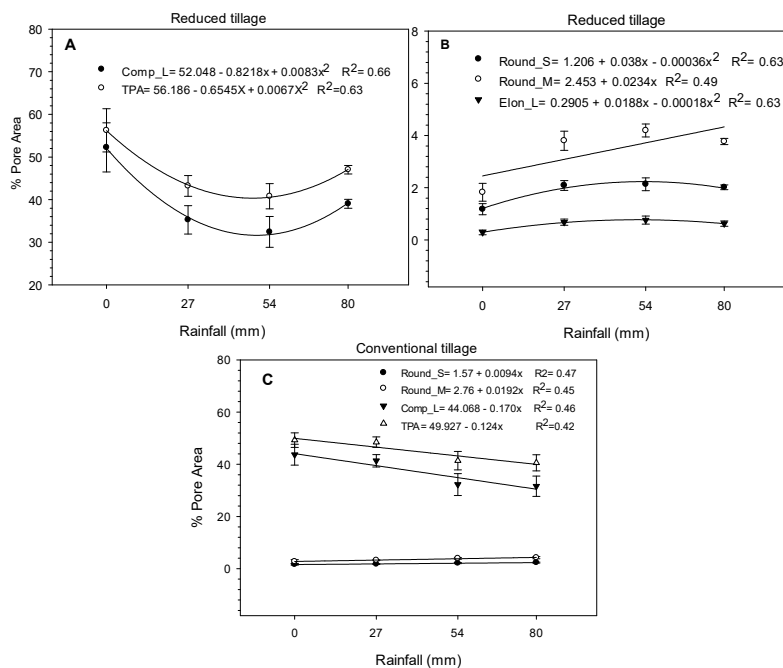 Reduced tillage
A
Comp_L= 52.048 - 0.8218x + 0.0083x² R²= 0.66
TPA= 56.186 - 0.6545X + 0.0067X² R²=0.63
% Pore Area
80
70
60
50
40
30
20
0 27 54 80
Rainfall (mm)
Reduced tillage
B
Round_S= 1.206 + 0.038x - 0.00036x² R²= 0.63
Round_M= 2.453 + 0.0234x R²= 0.49
Elon_L= 0.2905 + 0.0188x - 0.00018x² R²= 0.63
8
6
4
2
0
0 27 54 80
Rainfall (mm)
Conventional tillage
C
Round_S= 1.57 + 0.0094x R2= 0.47
Round_M= 2.76 + 0.0192x R²= 0.45
Comp_L= 44.068 - 0.170x R²= 0.46
TPA= 49.927 - 0.124x R²=0.42
% Pore Area
80
60
40
20
0
0 27 54 80
Rainfall (mm)